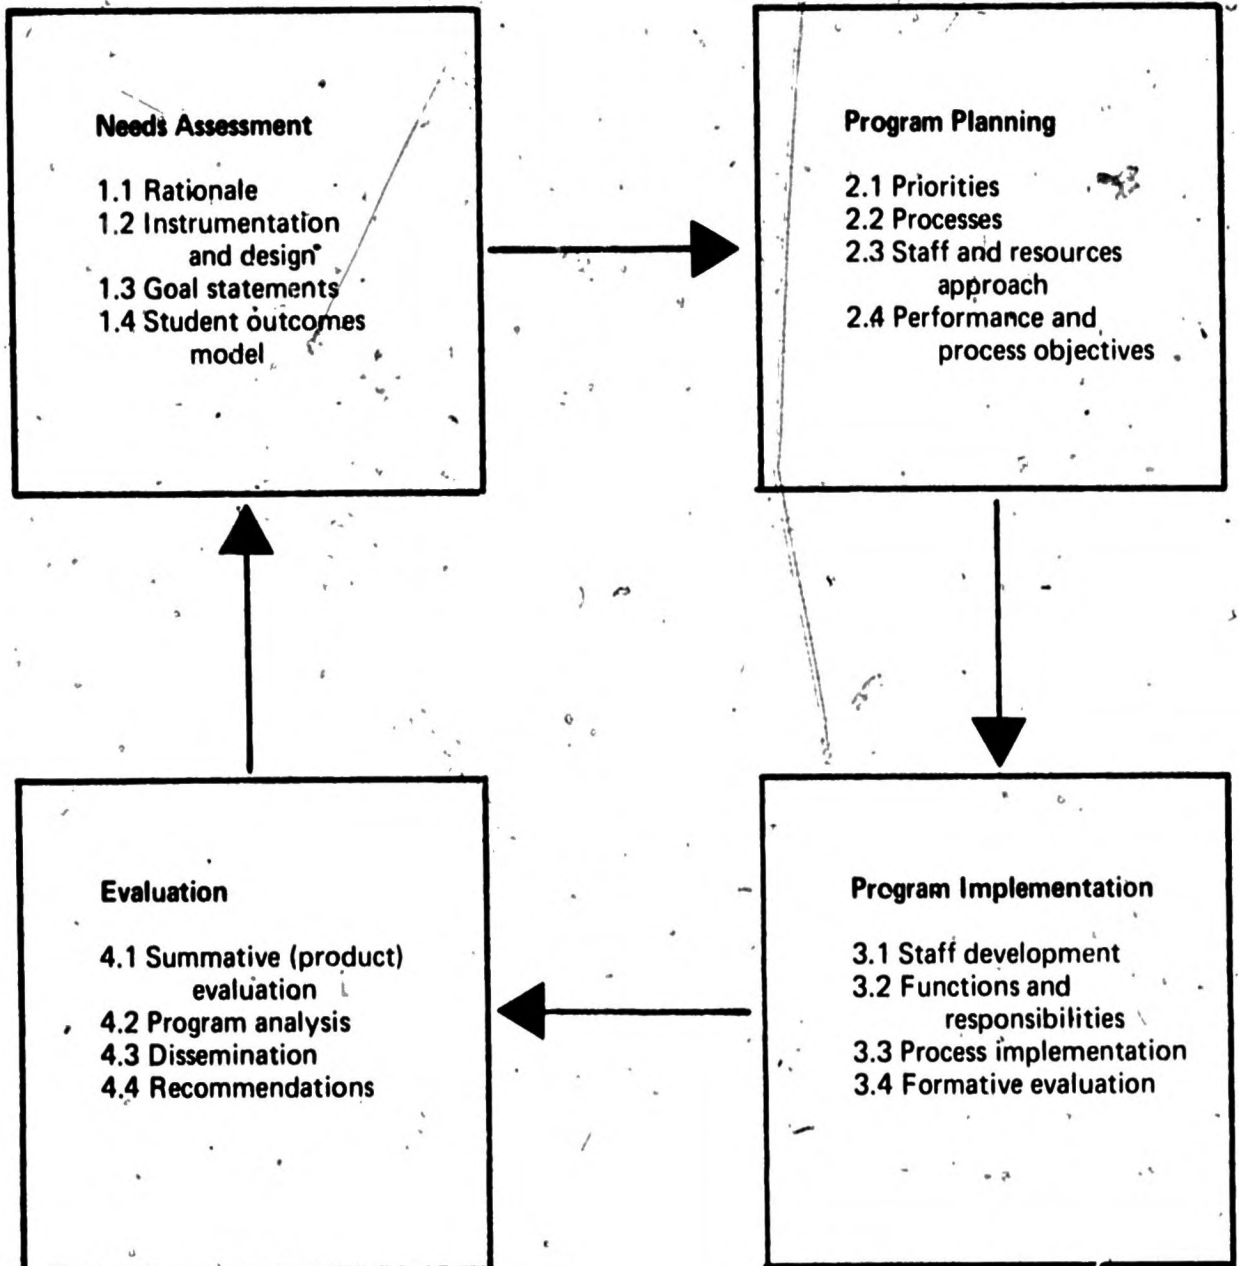 Needs Assessment
1.1 Rationale
1.2 Instrumentation
and design
1.3 Goal statements
1.4 Student outcomes
model
Program Planning
2.1 Priorities
2.2 Processes
2.3 Staff and resources
approach
2.4 Performance and
process objectives
Evaluation
4.1 Summative (product)
evaluation
4.2 Program analysis
4.3 Dissemination
4.4 Recommendations
Program Implementation
3.1 Staff development
3.2 Functions and
responsibilities
3.3 Process implementation
3.4 Formative evaluation